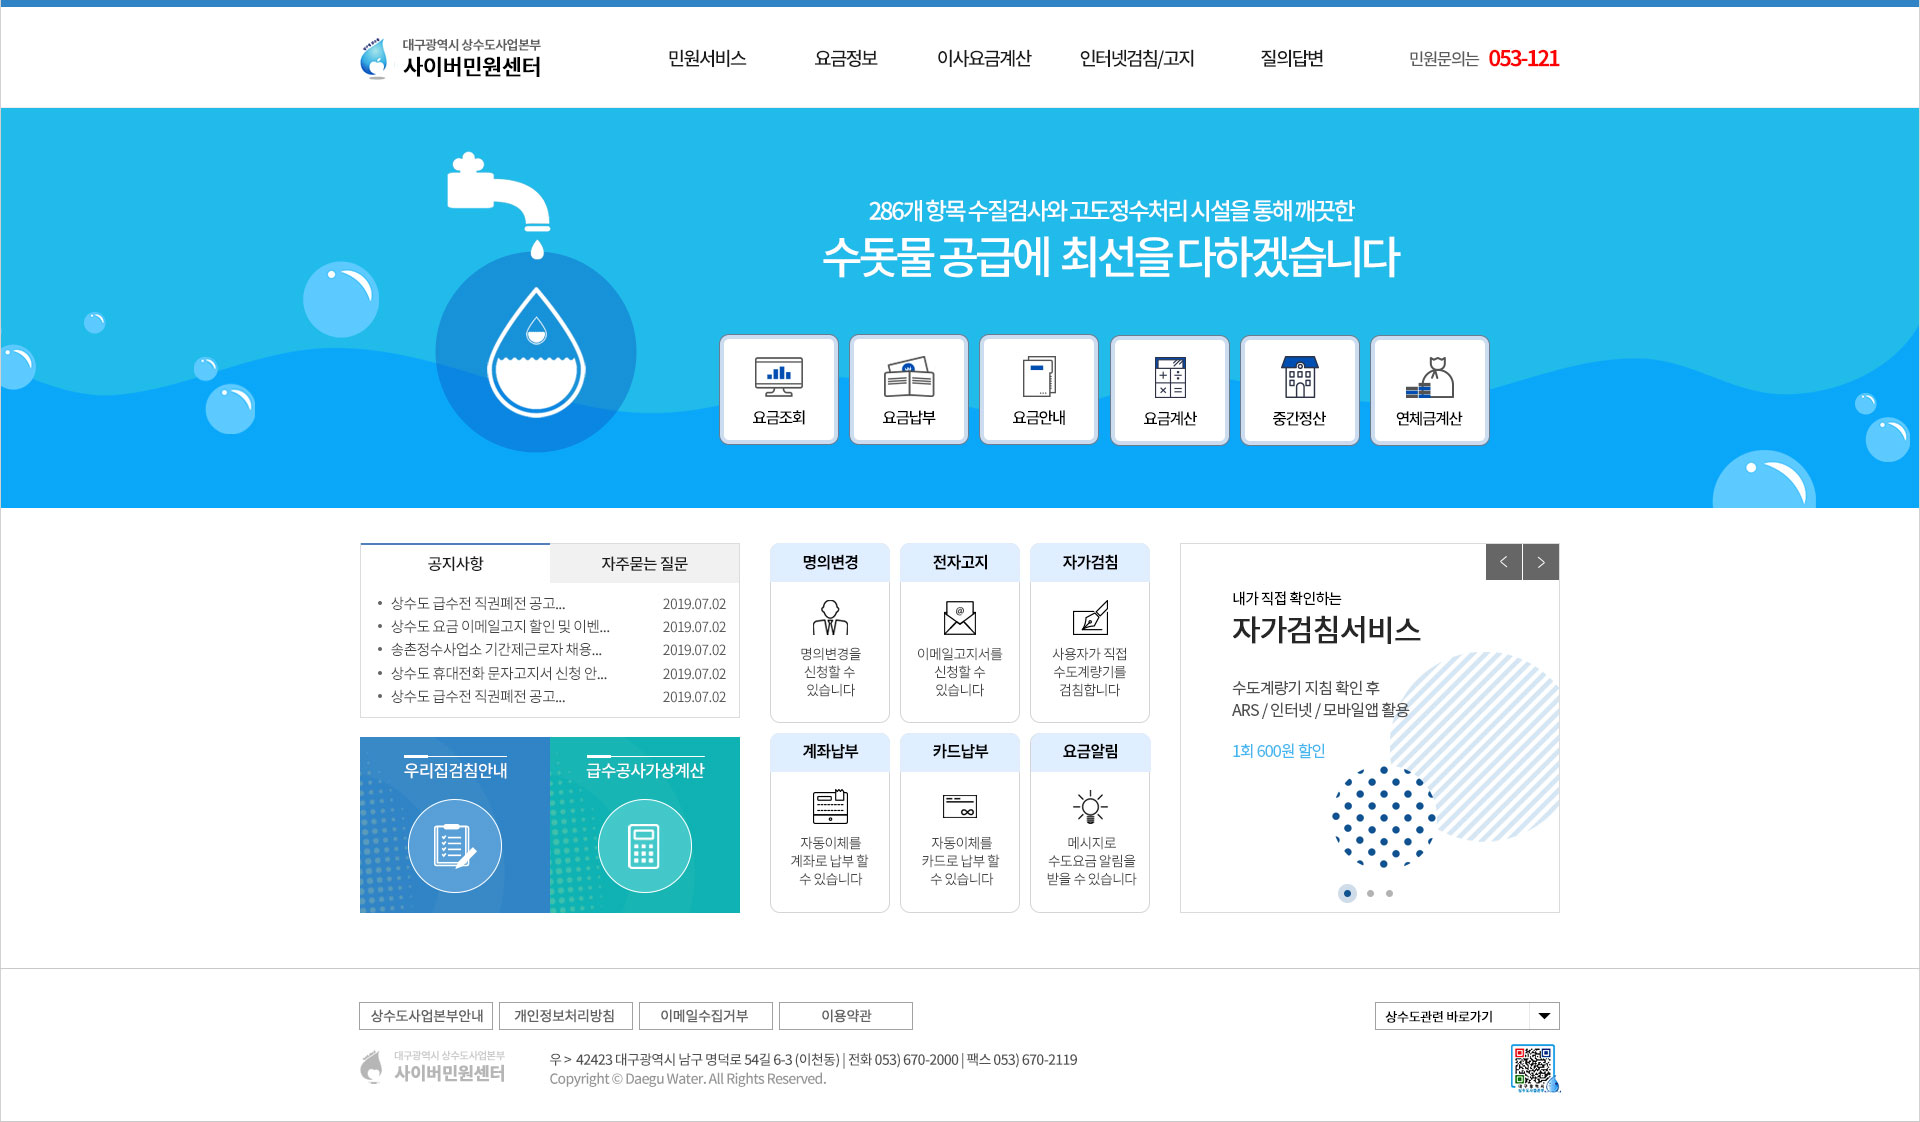 대구광역시 상수도사업본부
사이버민원센터
민원서비스
요금정보
이사요금계산
인터넷검침/고지
질의답변
민원문의는 053-121
286개 항목 수질검사와 고도정수처리 시설을 통해 깨끗한
수돗물 공급에 최선을 다하겠습니다
요금조회
요금납부
요금안내
요금계산
중간정산
연체금계산
공지사항
자주묻는 질문
상수도 급수전 직권폐전 공고... 2019.07.02
상수도 요금 이메일고지 할인 및 이벤... 2019.07.02
송촌정수사업소 기간제근로자 채용... 2019.07.02
상수도 휴대전화 문자고지서 신청 안... 2019.07.02
상수도 급수전 직권폐전 공고... 2019.07.02
우리집검침안내
급수공사가상계산
명의변경
명의변경을
신청할 수
있습니다
전자고지
이메일고지서를
신청할 수
있습니다
자가검침
사용자가 직접
수도계량기를
검침합니다
계좌납부
자동이체를
계좌로 납부 할
수 있습니다
카드납부
자동이체를
카드로 납부 할
수 있습니다
요금알림
메시지로
수도요금 알림을
받을 수 있습니다
내가 직접 확인하는
자가검침서비스
수도계량기 지침 확인 후
ARS / 인터넷 / 모바일앱 활용
1회 600원 할인
상수도사업본부안내
개인정보처리방침
이메일수집거부
이용약관
상수도관련 바로가기
대구광역시 상수도사업본부
사이버민원센터
우 > 42423 대구광역시 남구 명덕로 54길 6-3 (이천동) | 전화 053) 670-2000 | 팩스 053) 670-2119
Copyright © Daegu Water. All Rights Reserved.